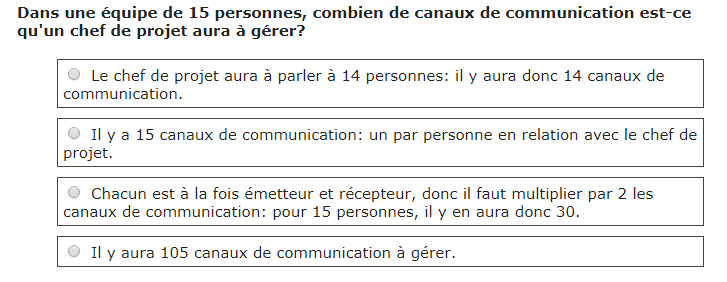 Dans une équipe de 15 personnes, combien de canaux de communication est-ce
qu'un chef de projet aura à gérer?
Le chef de projet aura à parler à 14 personnes: il y aura donc 14 canaux de
communication.
Il y a 15 canaux de communication: un par personne en relation avec le chef de
projet.
Chacun est à la fois émetteur et récepteur, donc il faut multiplier par 2 les
canaux de communication: pour 15 personnes, il y en aura donc 30.
Il y aura 105 canaux de communication à gérer.